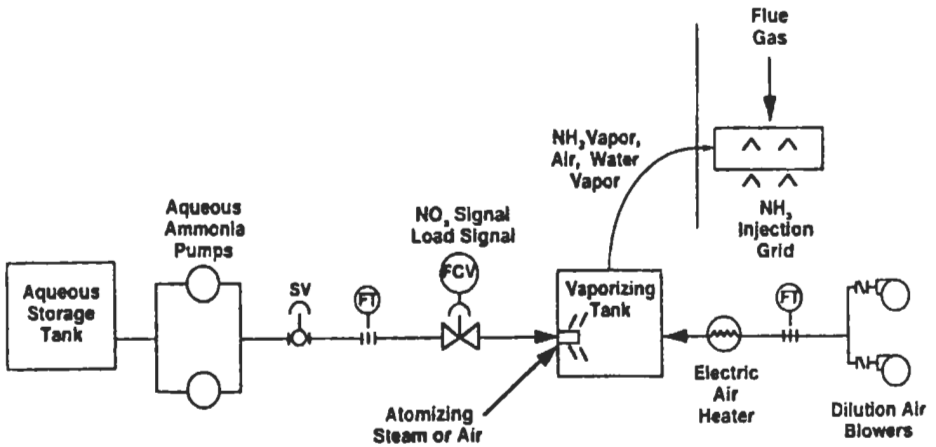 Flue
Gas
NH₃ Vapor,
Air, Water
Vapor
NH₃
Injection
Grid
Aqueous
Ammonia
Pumps
NOₓ Signal
Load Signal
Aqueous
Storage
Tank
SV
FT
FCV
Vaporizing
Tank
FT
Electric
Air
Heater
Dilution Air
Blowers
Atomizing
Steam or Air